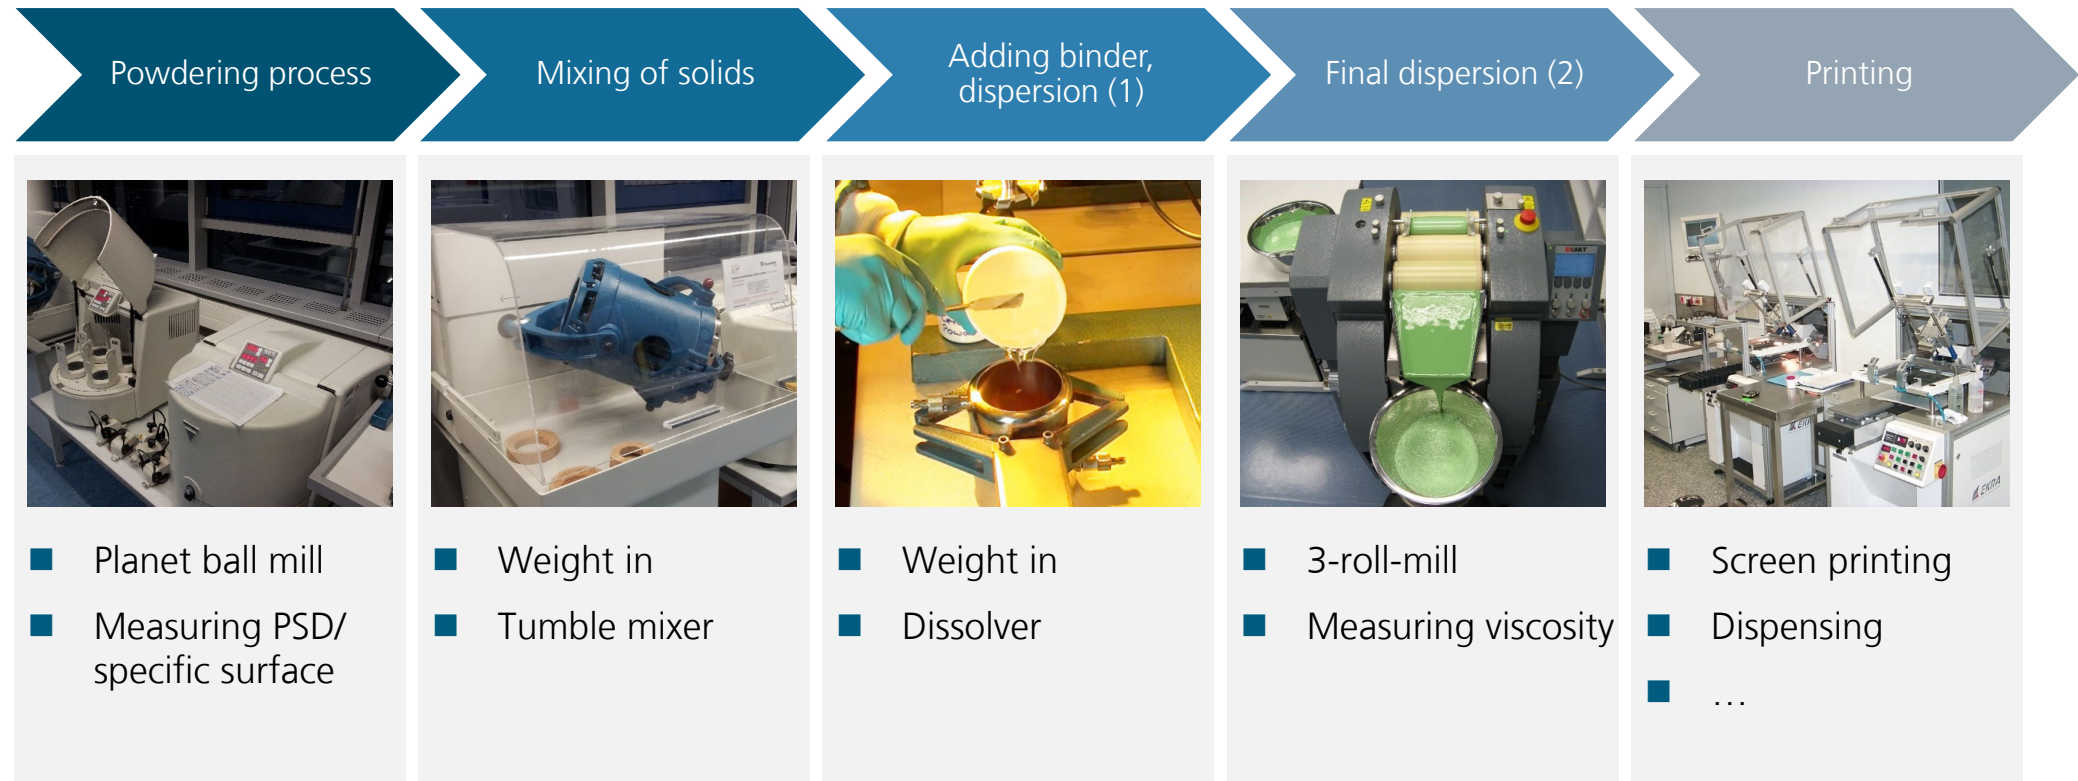 Powdering process
Mixing of solids
Adding binder,
dispersion (1)
Final dispersion (2)
Printing
EKRA
Planet ball mill
Measuring PSD/
specific surface
Weight in
Tumble mixer
Weight in
Dissolver
3-roll-mill
Measuring viscosity
Screen printing
Dispensing
…